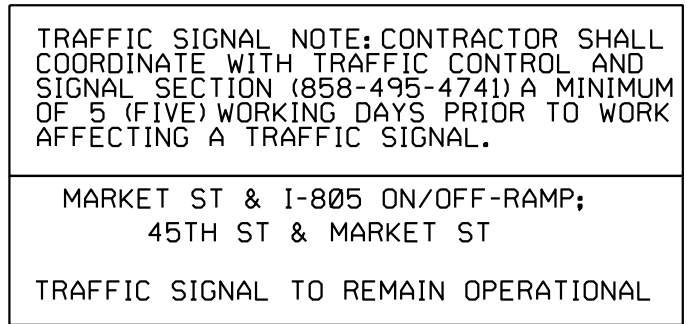 TRAFFIC SIGNAL NOTE: CONTRACTOR SHALL
COORDINATE WITH TRAFFIC CONTROL AND
SIGNAL SECTION (858-495-4741) A MINIMUM
OF 5 (FIVE) WORKING DAYS PRIOR TO WORK
AFFECTING A TRAFFIC SIGNAL.
MARKET ST & I-805 ON/OFF-RAMP;
45TH ST & MARKET ST
TRAFFIC SIGNAL TO REMAIN OPERATIONAL